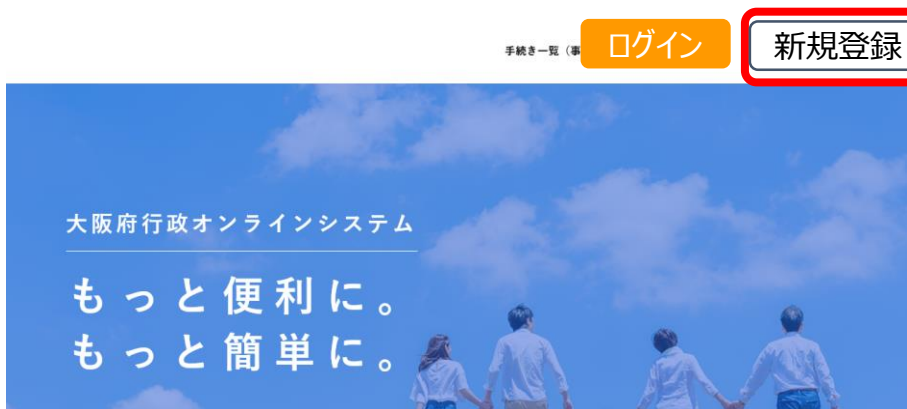 手続き一覧（事
ログイン
新規登録
大阪府行政オンラインシステム
もっと便利に。
もっと簡単に。